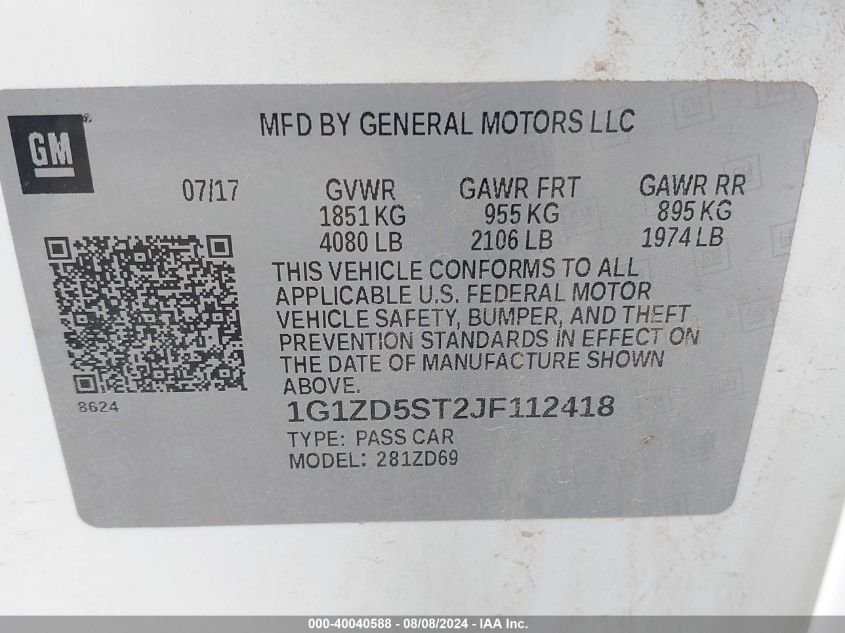 GM
MFD BY GENERAL MOTORS LLC
07/17 GVWR GAWR FRT GAWR RR
1851 KG 955 KG 895 KG
4080 LB 2106 LB 1974 LB
THIS VEHICLE CONFORMS TO ALL
APPLICABLE U.S. FEDERAL MOTOR
VEHICLE SAFETY, BUMPER, AND THEFT
PREVENTION STANDARDS IN EFFECT ON
THE DATE OF MANUFACTURE SHOWN
ABOVE.
8624
1G1ZD5ST2JF112418
TYPE: PASS CAR
MODEL: 281ZD69
000-40040588 - 08/08/2024 - IAA Inc.